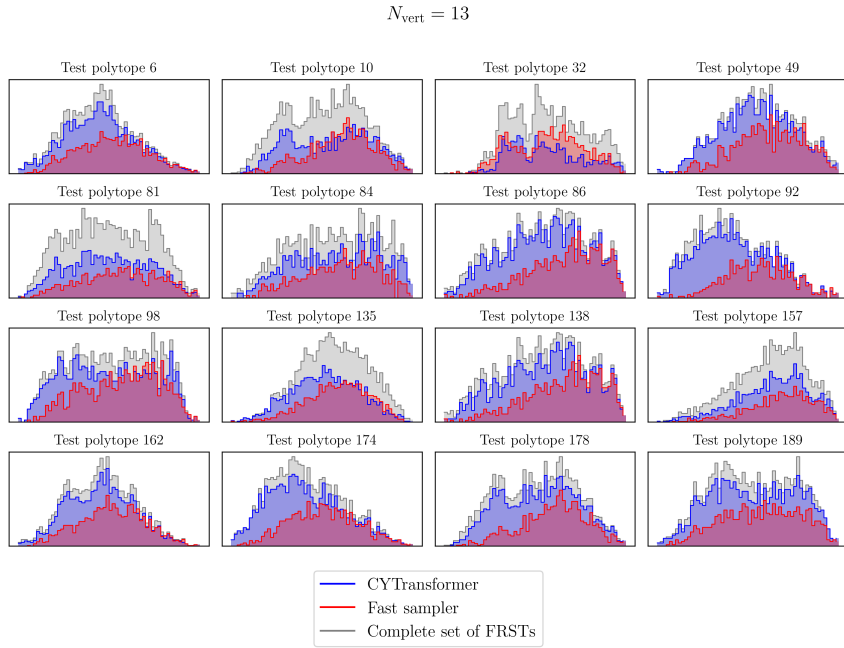 N_vert = 13
Test polytope 6
Test polytope 10
Test polytope 32
Test polytope 49
Test polytope 81
Test polytope 84
Test polytope 86
Test polytope 92
Test polytope 98
Test polytope 135
Test polytope 138
Test polytope 157
Test polytope 162
Test polytope 174
Test polytope 178
Test polytope 189
CYTransformer
Fast sampler
Complete set of FRSTs